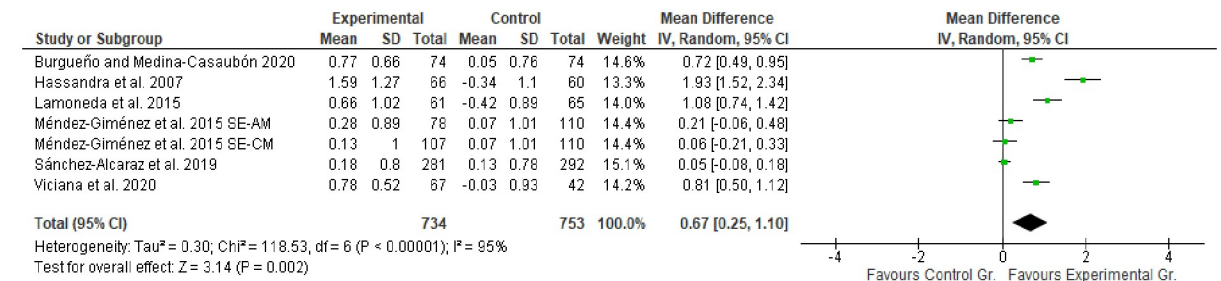 Experimental Control Mean Difference Mean Difference
Study or Subgroup Mean SD Total Mean SD Total Weight IV, Random, 95% CI IV, Random, 95% CI
Burgueño and Medina-Casaubón 2020 0.77 0.66 74 0.05 0.76 74 14.6% 0.72 [0.49, 0.95]
Hassandra et al. 2007 1.59 1.27 66 -0.34 1.1 60 13.3% 1.93 [1.52, 2.34]
Lamoneda et al. 2015 0.66 1.02 61 -0.42 0.89 65 14.0% 1.08 [0.74, 1.42]
Méndez-Giménez et al. 2015 SE-AM 0.28 0.89 78 0.07 1.01 110 14.4% 0.21 [-0.06, 0.48]
Méndez-Giménez et al. 2015 SE-CM 0.13 1 107 0.07 1.01 110 14.4% 0.06 [-0.21, 0.33]
Sánchez-Alcaraz et al. 2019 0.18 0.8 281 0.13 0.78 292 15.1% 0.05 [-0.08, 0.18]
Viciana et al. 2020 0.78 0.52 67 -0.03 0.93 42 14.2% 0.81 [0.50, 1.12]
Total (95% CI) 734 753 100.0% 0.67 [0.25, 1.10]
Heterogeneity: Tau² = 0.30; Chi² = 118.53, df = 6 (P < 0.00001); I² = 95%
Test for overall effect: Z = 3.14 (P = 0.002)
-4 -2 0 2 4
Favours Control Gr. Favours Experimental Gr.